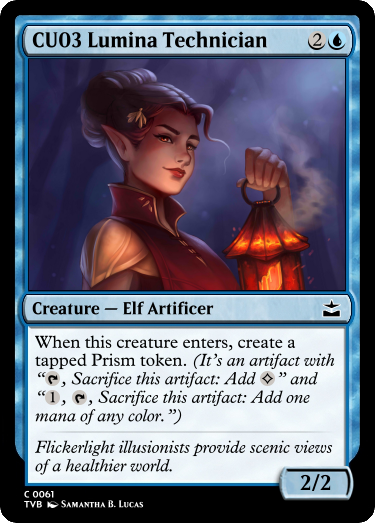 CU03 Lumina Technician 2
Creature — Elf Artificer
When this creature enters, create a
tapped Prism token. (It's an artifact with
“, Sacrifice this artifact: Add ” and
“1, , Sacrifice this artifact: Add one
mana of any color.”)
Flickerlight illusionists provide scenic views
of a healthier world.
2/2
C 0061
TVB SAMANTHA B. LUCAS